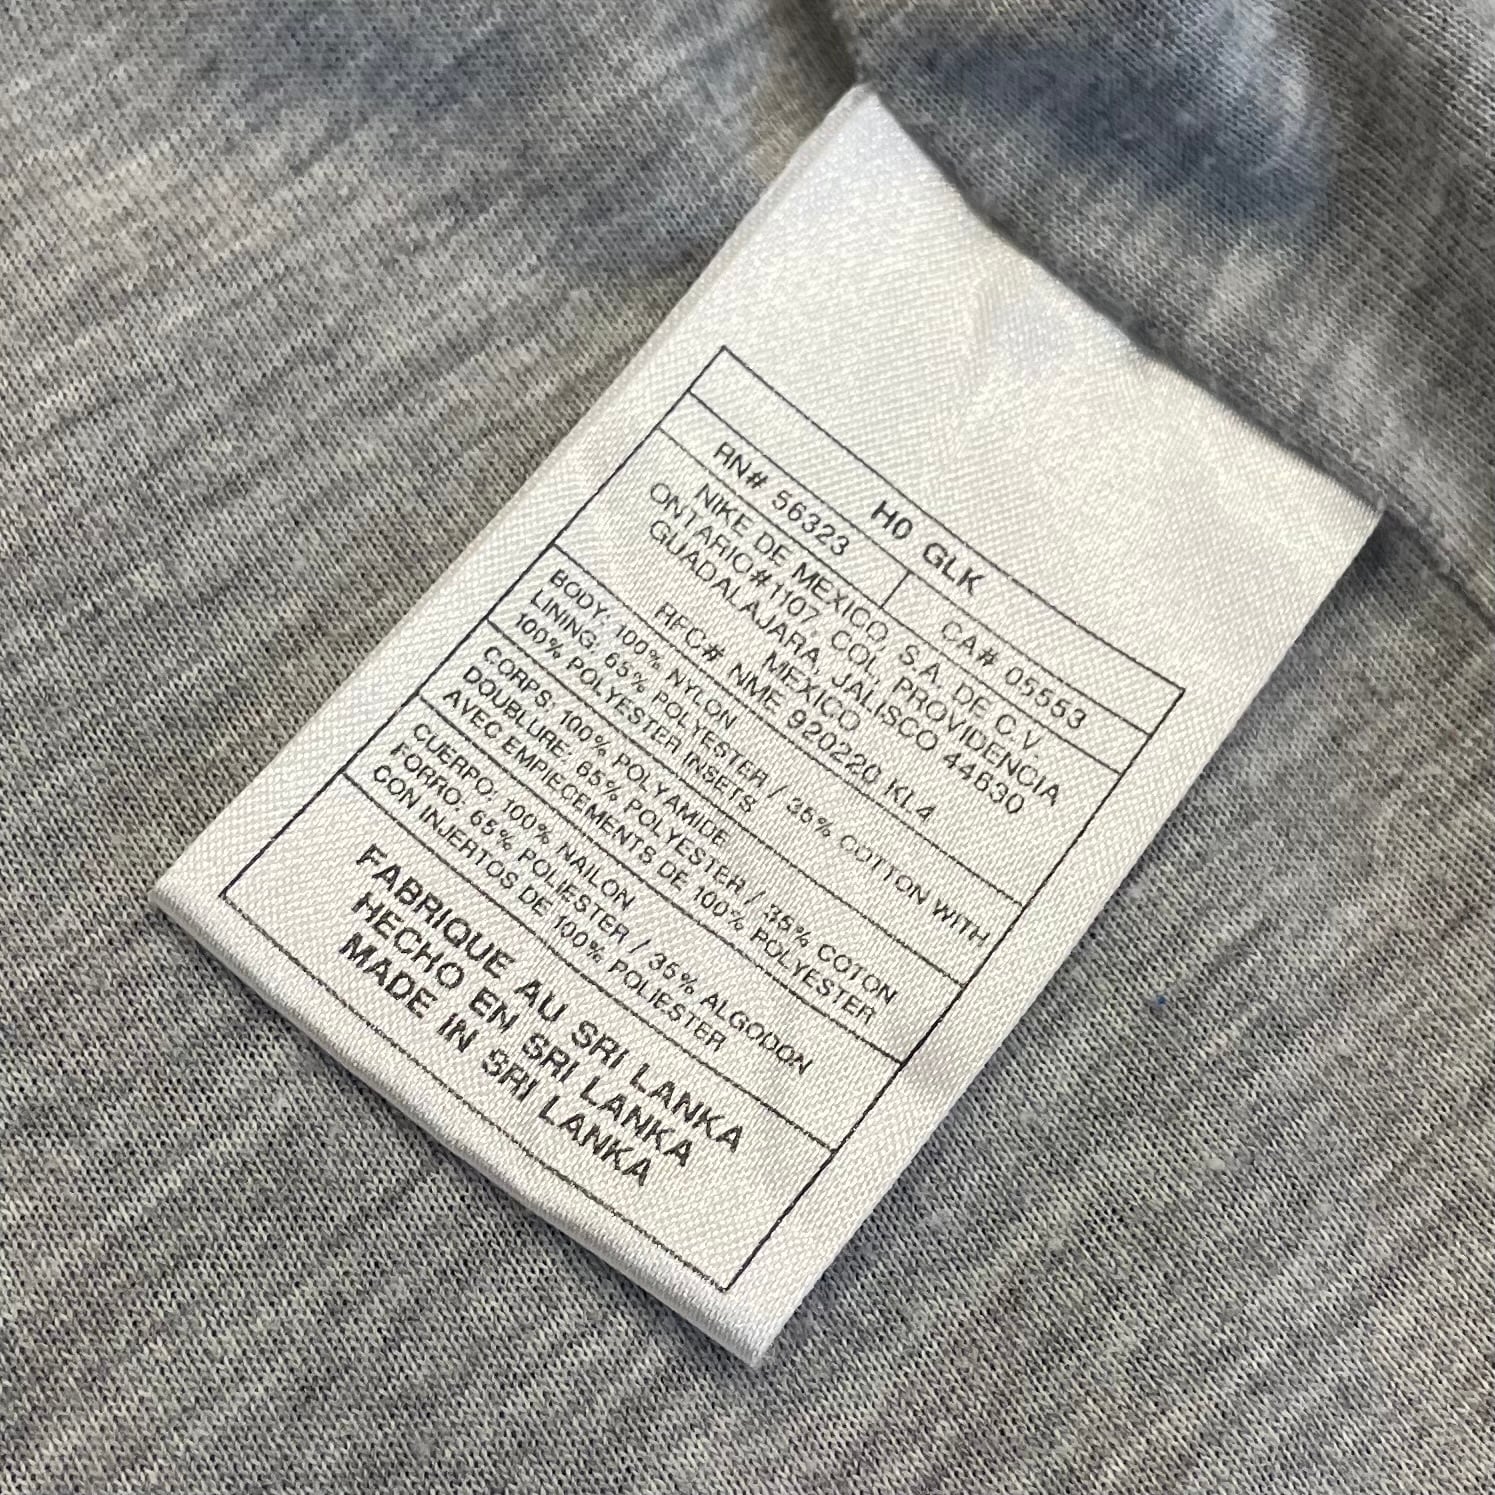 H0 GLK
RN# 56323 CA# 05553
NIKE DE MEXICO, S.A. DE C.V.
ONTARIO#1107, COL, PROVIDENCIA
GUADALAJARA, JALISCO 44630
MEXICO
RFC# NME 920220 KL4
BODY: 100% NYLON
LINING: 65% POLYESTER / 35% COTTON WITH
100% POLYESTER INSETS
CORPS: 100% POLYAMIDE
DOUBLURE: 65% POLYESTER / 35% COTON
AVEC EMPIECEMENTS DE 100% POLYESTER
CUERPO: 100% NAILON
FORRO: 65% POLIESTER / 35% ALGODON
CON INJERTOS DE 100% POLIESTER
FABRIQUE AU SRI LANKA
HECHO EN SRI LANKA
MADE IN SRI LANKA